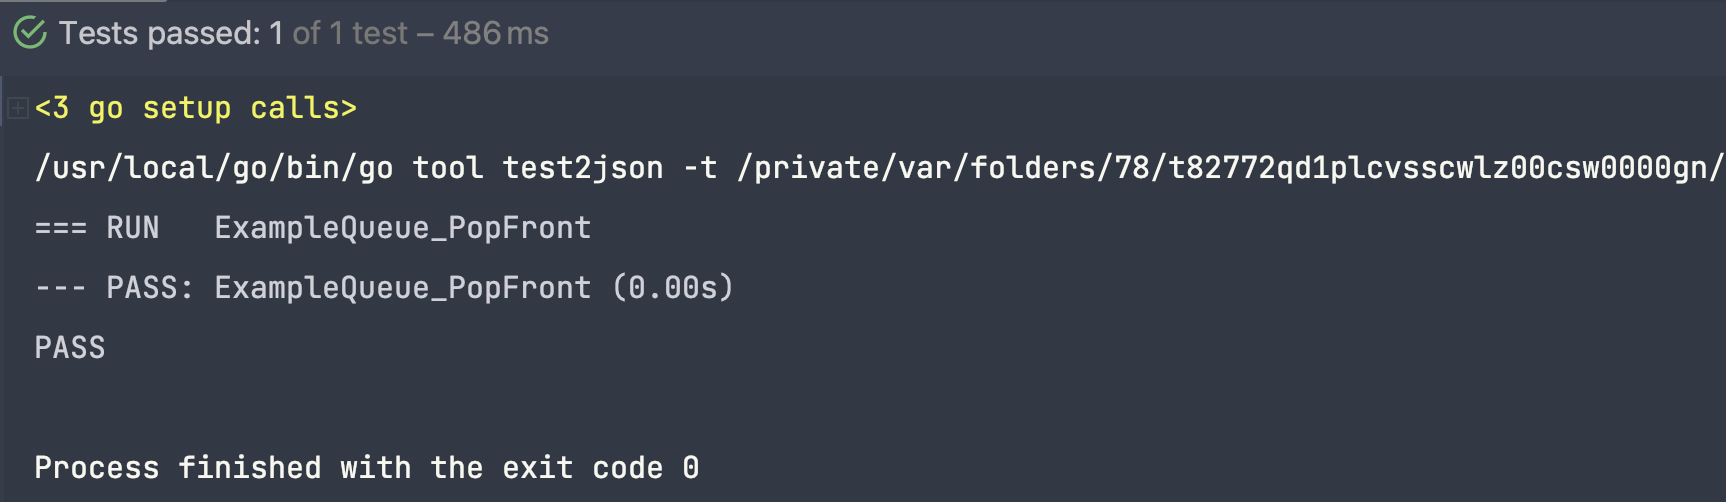 Tests passed: 1 of 1 test – 486 ms
<3 go setup calls>
/usr/local/go/bin/go tool test2json -t /private/var/folders/78/t82772qd1plcvsscwlz00csw0000gn/
=== RUN   ExampleQueue_PopFront
--- PASS: ExampleQueue_PopFront (0.00s)
PASS
Process finished with the exit code 0